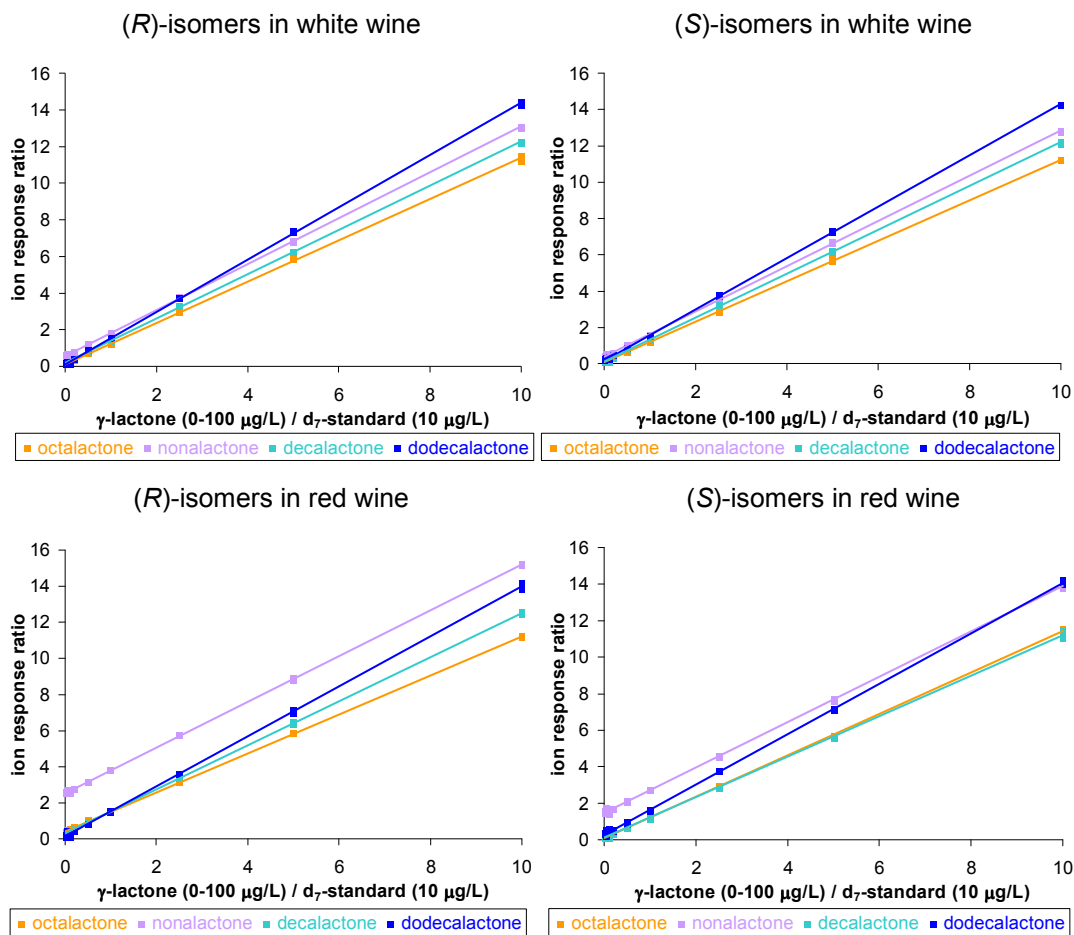 (R)-isomers in white wine
ion response ratio
16
14
12
10
8
6
4
2
0
0 2 4 6 8 10
γ-lactone (0-100 μg/L) / d₇-standard (10 μg/L)
octalactone nonalactone decalactone dodecalactone
(S)-isomers in white wine
ion response ratio
16
14
12
10
8
6
4
2
0
0 2 4 6 8 10
γ-lactone (0-100 μg/L) / d₇-standard (10 μg/L)
octalactone nonalactone decalactone dodecalactone
(R)-isomers in red wine
ion response ratio
16
14
12
10
8
6
4
2
0
0 2 4 6 8 10
γ-lactone (0-100 μg/L) / d₇-standard (10 μg/L)
octalactone nonalactone decalactone dodecalactone
(S)-isomers in red wine
ion response ratio
16
14
12
10
8
6
4
2
0
0 2 4 6 8 10
γ-lactone (0-100 μg/L) / d₇-standard (10 μg/L)
octalactone nonalactone decalactone dodecalactone